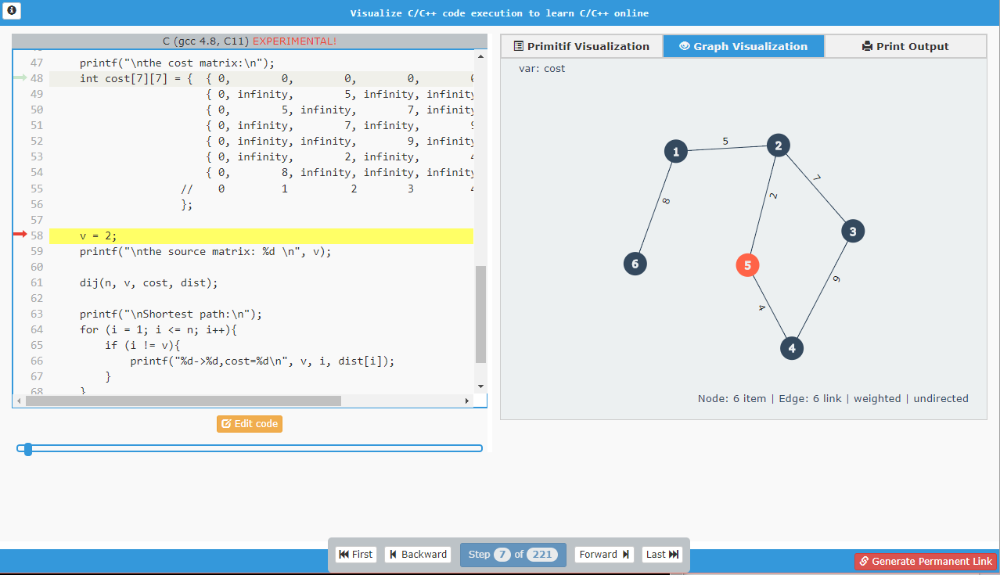 Visualize C/C++ code execution to learn C/C++ online
C (gcc 4.8, C11) EXPERIMENTAL!
47 printf("\nthe cost matrix:\n");
48 int cost[7][7] = { { 0, 0, 0, 0,
49 { 0, infinity, 5, infinity, infinity
50 { 0, 5, infinity, 7, infinity
51 { 0, infinity, 7, infinity,
52 { 0, infinity, infinity, 9, infinity
53 { 0, infinity, 2, infinity,
54 { 0, 8, infinity, infinity, infinity
55 // 0 1 2 3
56 };
57
58 v = 2;
59 printf("\nthe source matrix: %d \n", v);
60
61 dij(n, v, cost, dist);
62
63 printf("\nShortest path:\n");
64 for (i = 1; i <= n; i++){
65 if (i != v){
66 printf("%d->%d,cost=%d\n", v, i, dist[i]);
67 }
68 }
Edit code
Primitif Visualization
Graph Visualization
Print Output
var: cost
1
5
2
8
2
7
3
6
5
9
4
4
Node: 6 item | Edge: 6 link | weighted | undirected
First
Backward
Step 7 of 221
Forward
Last
Generate Permanent Link